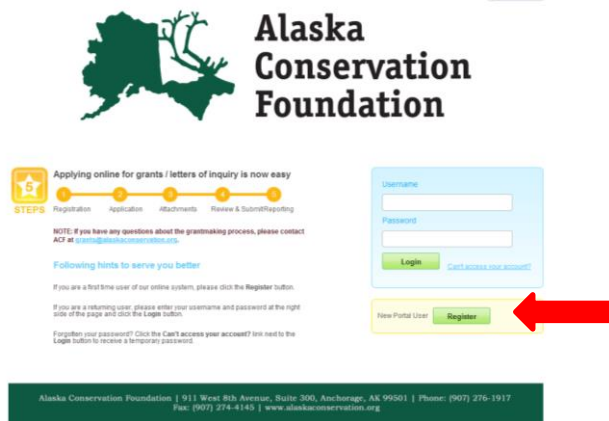 Alaska
Conservation
Foundation
Applying online for grants / letters of inquiry is now easy
5
STEPS
1 2 3 4 5
Registration Application Attachments Review & Submit Reporting
NOTE: If you have any questions about the grantmaking process, please contact
ACF at grants@alaskaconservation.org.
Following hints to serve you better
If you are a first time user of our online system, please click the Register button.
If you are a returning user, please enter your username and password at the right
side of the page and click the Login button.
Forgotten your password? Click the Can't access your account? link next to the
Login button to receive a temporary password.
Username
Password
Login Can't access your account?
New Portal User Register
Alaska Conservation Foundation | 911 West 8th Avenue, Suite 300, Anchorage, AK 99501 | Phone: (907) 276-1917
Fax: (907) 274-4145 | www.alaskaconservation.org